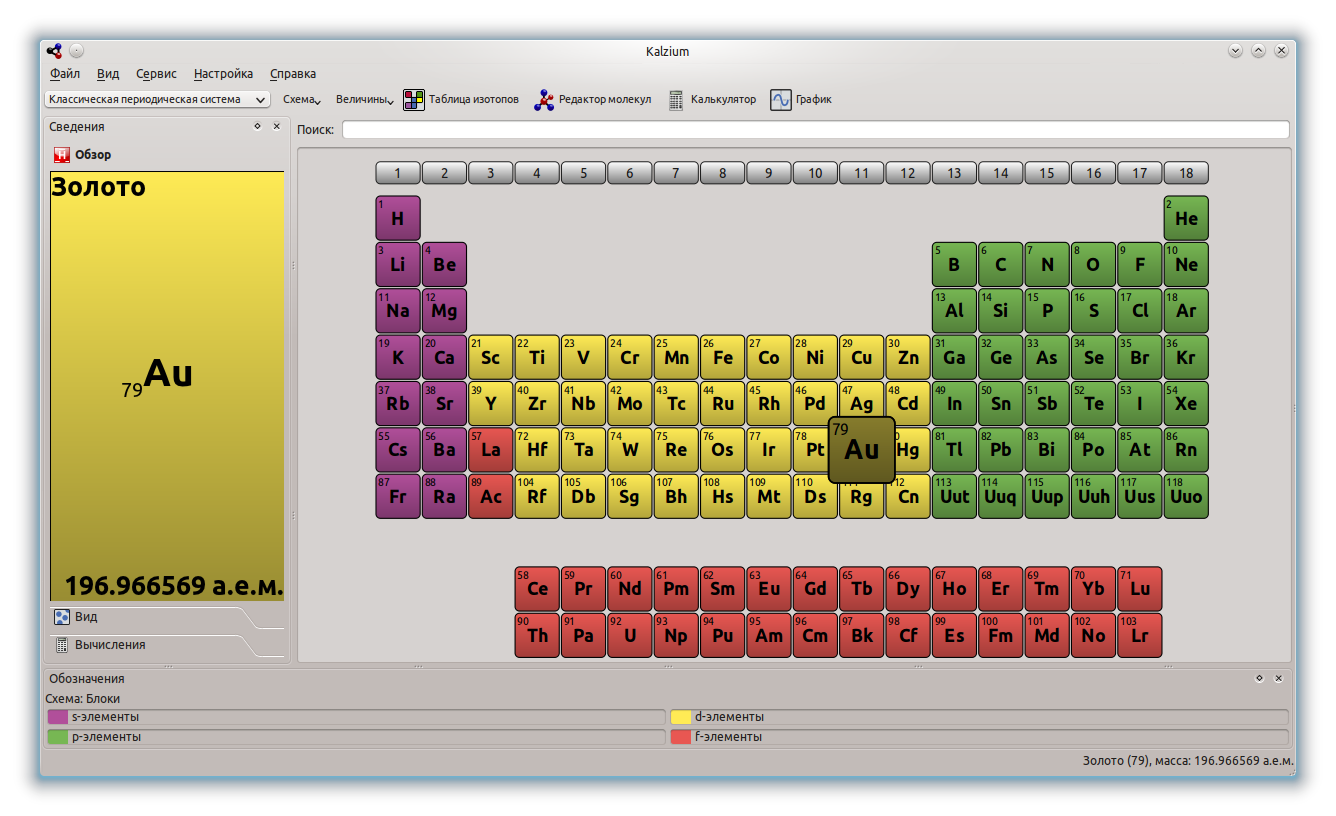 Kalzium
Файл Вид Сервис Настройка Справка
Классическая периодическая система Схема Величины Таблица изотопов Редактор молекул Калькулятор График
Сведения
Поиск:
Обзор
Золото
79Au
196.966569 а.е.м.
Вид
Вычисления
1 2 3 4 5 6 7 8 9 10 11 12 13 14 15 16 17 18
1 H 2 He
3 Li 4 Be 5 B 6 C 7 N 8 O 9 F 10 Ne
11 Na 12 Mg 13 Al 14 Si 15 P 16 S 17 Cl 18 Ar
19 K 20 Ca 21 Sc 22 Ti 23 V 24 Cr 25 Mn 26 Fe 27 Co 28 Ni 29 Cu 30 Zn 31 Ga 32 Ge 33 As 34 Se 35 Br 36 Kr
37 Rb 38 Sr 39 Y 40 Zr 41 Nb 42 Mo 43 Tc 44 Ru 45 Rh 46 Pd 47 Ag 48 Cd 49 In 50 Sn 51 Sb 52 Te 53 I 54 Xe
55 Cs 56 Ba 57 La 72 Hf 73 Ta 74 W 75 Re 76 Os 77 Ir 78 Pt 79 Au Hg 81 Tl 82 Pb 83 Bi 84 Po 85 At 86 Rn
87 Fr 88 Ra 89 Ac 104 Rf 105 Db 106 Sg 107 Bh 108 Hs 109 Mt 110 Ds Rg 112 Cn 113 Uut 114 Uuq 115 Uup 116 Uuh 117 Uus 118 Uuo
58 Ce 59 Pr 60 Nd 61 Pm 62 Sm 63 Eu 64 Gd 65 Tb 66 Dy 67 Ho 68 Er 69 Tm 70 Yb 71 Lu
90 Th 91 Pa 92 U 93 Np 94 Pu 95 Am 96 Cm 97 Bk 98 Cf 99 Es 100 Fm 101 Md 102 No 103 Lr
Обозначения
Схема: Блоки
s-элементы d-элементы
p-элементы f-элементы
Золото (79), масса: 196.966569 а.е.м.